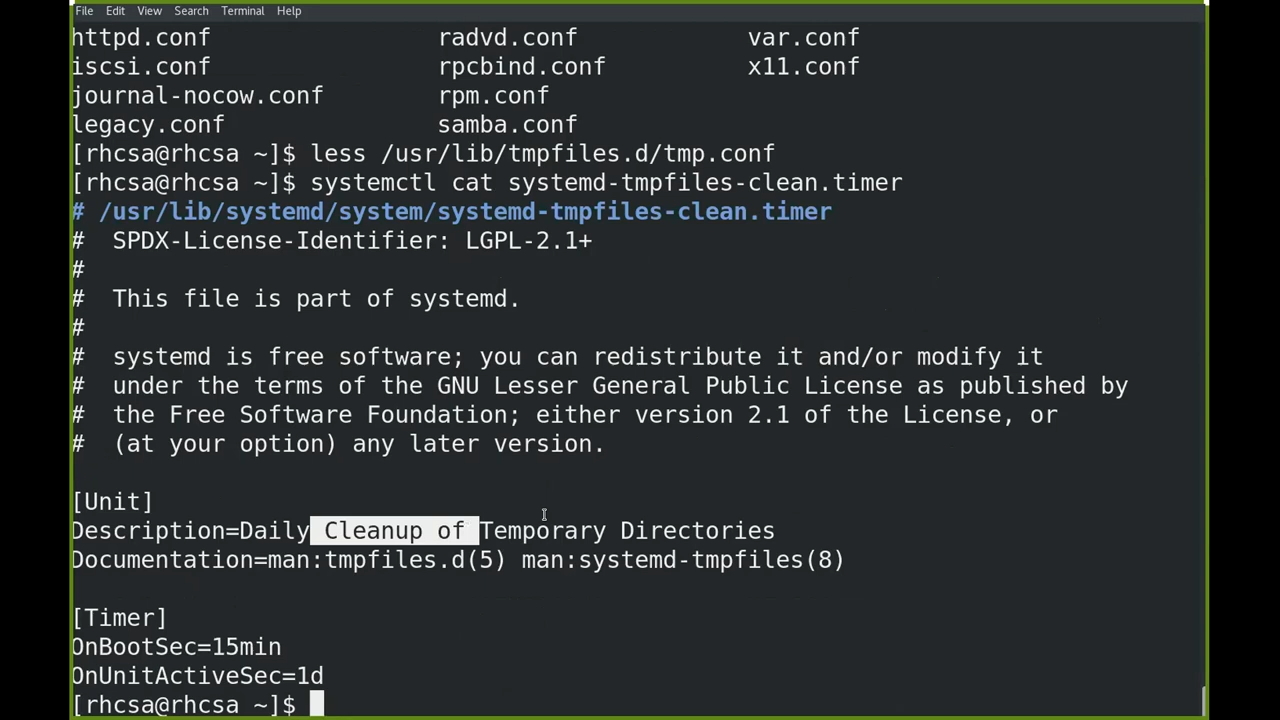 File Edit View Search Terminal Help
httpd.conf radvd.conf var.conf
iscsi.conf rpcbind.conf x11.conf
journal-nocow.conf rpm.conf
legacy.conf samba.conf
[rhcsa@rhcsa ~]$ less /usr/lib/tmpfiles.d/tmp.conf
[rhcsa@rhcsa ~]$ systemctl cat systemd-tmpfiles-clean.timer
# /usr/lib/systemd/system/systemd-tmpfiles-clean.timer
#  SPDX-License-Identifier: LGPL-2.1+
#
#  This file is part of systemd.
#
#  systemd is free software; you can redistribute it and/or modify it
#  under the terms of the GNU Lesser General Public License as published by
#  the Free Software Foundation; either version 2.1 of the License, or
#  (at your option) any later version.
[Unit]
Description=Daily Cleanup of Temporary Directories
Documentation=man:tmpfiles.d(5) man:systemd-tmpfiles(8)
[Timer]
OnBootSec=15min
OnUnitActiveSec=1d
[rhcsa@rhcsa ~]$